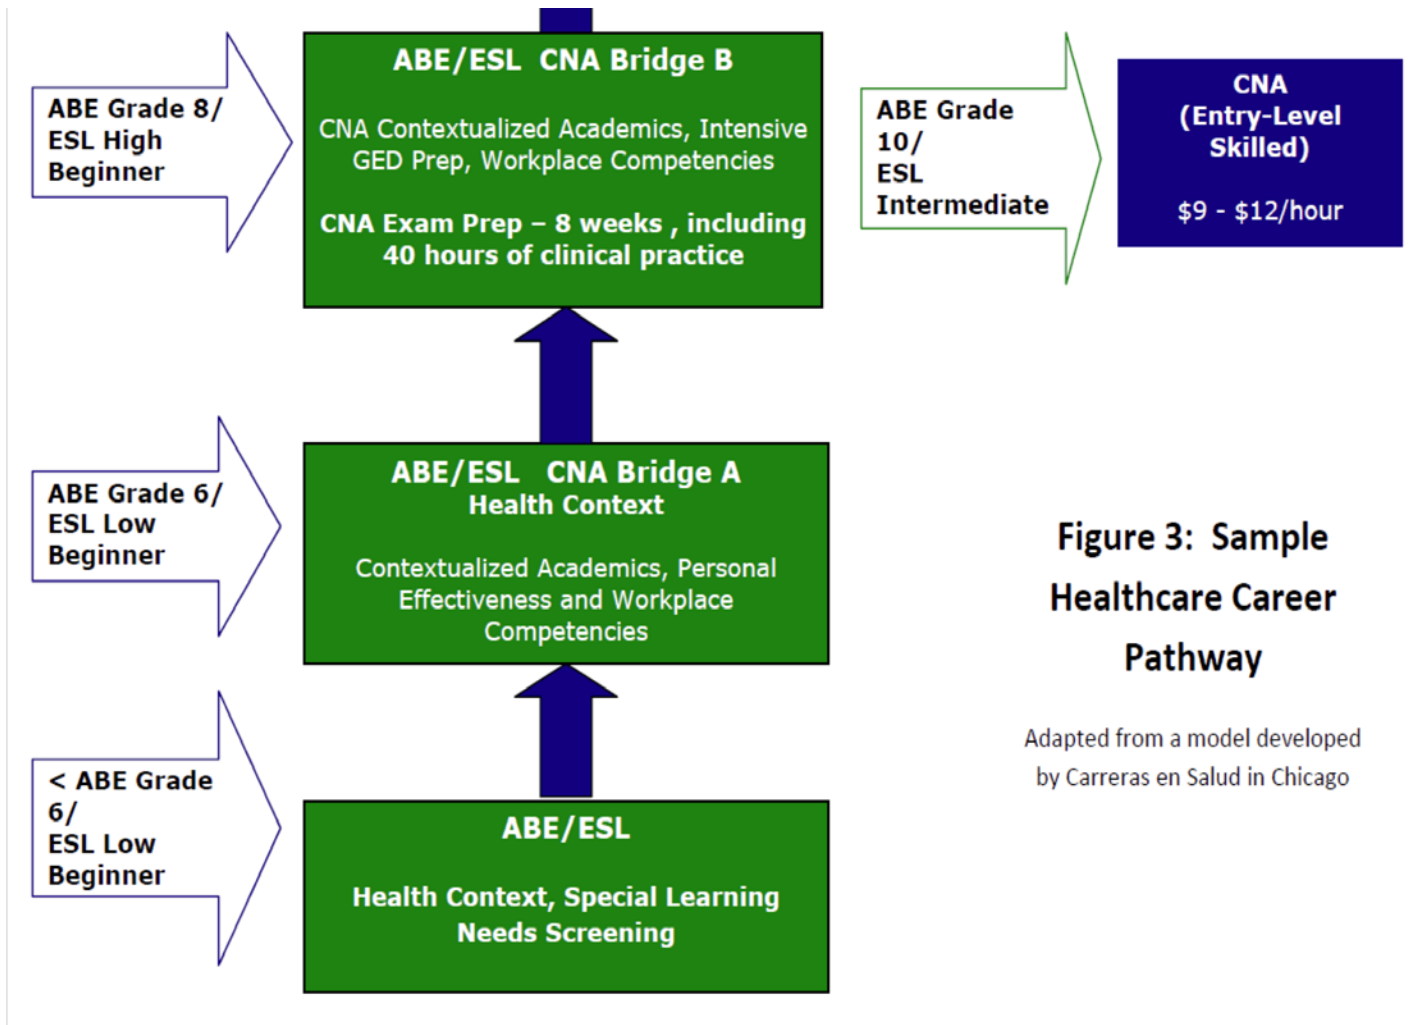 ABE Grade 8/
ESL High
Beginner
ABE/ESL  CNA Bridge B
CNA Contextualized Academics, Intensive
GED Prep, Workplace Competencies
CNA Exam Prep – 8 weeks , including
40 hours of clinical practice
ABE Grade
10/
ESL
Intermediate
CNA
(Entry-Level
Skilled)
$9 - $12/hour
ABE Grade 6/
ESL Low
Beginner
ABE/ESL   CNA Bridge A
Health Context
Contextualized Academics, Personal
Effectiveness and Workplace
Competencies
Figure 3:  Sample
Healthcare Career
Pathway
Adapted from a model developed
by Carreras en Salud in Chicago
< ABE Grade
6/
ESL Low
Beginner
ABE/ESL
Health Context, Special Learning
Needs Screening